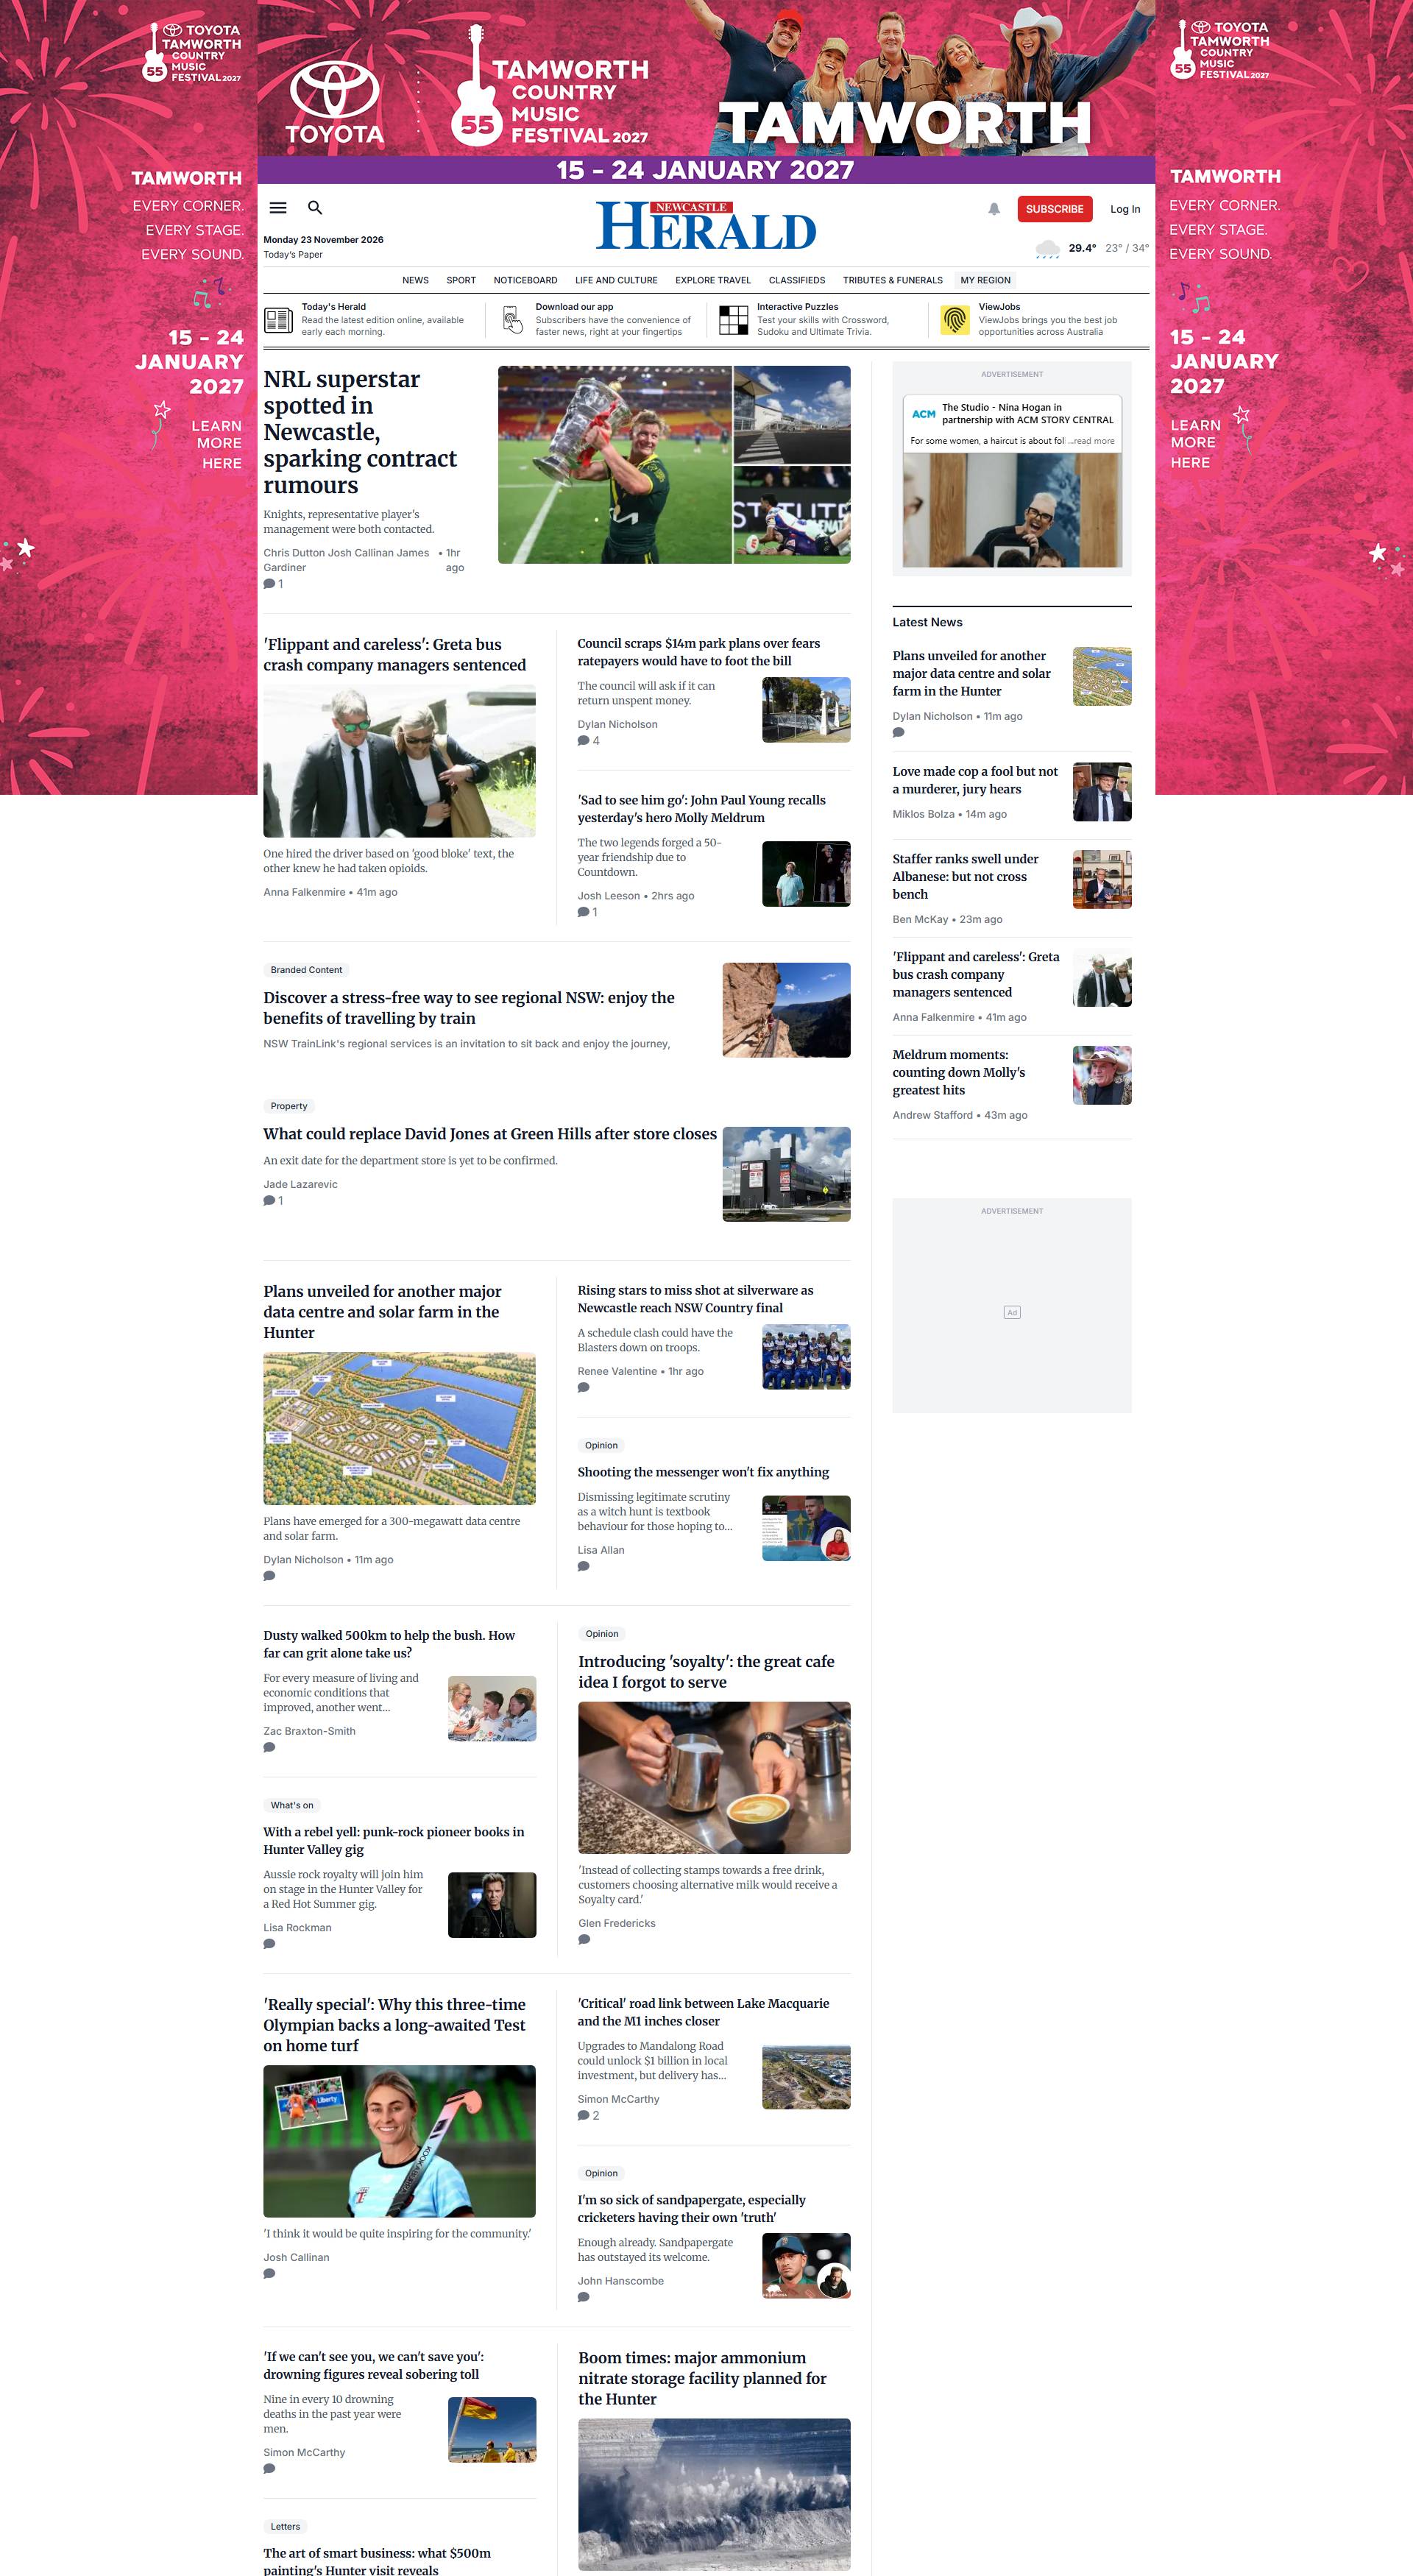 TOYOTA
TAMWORTH
COUNTRY
MUSIC
FESTIVAL 2027
55
TAMWORTH
EVERY CORNER.
EVERY STAGE.
EVERY SOUND.
15 - 24
JANUARY
2027
LEARN
MORE
HERE
TOYOTA
55
TAMWORTH
COUNTRY
MUSIC
FESTIVAL 2027
TAMWORTH
15 - 24 JANUARY 2027
TOYOTA
TAMWORTH
COUNTRY
MUSIC
FESTIVAL 2027
55
TAMWORTH
EVERY CORNER.
EVERY STAGE.
EVERY SOUND.
15 - 24
JANUARY
2027
LEARN
MORE
HERE
NEWCASTLE
HERALD
SUBSCRIBE
Log In
Monday 23 November 2026
Today's Paper
29.4° 23° / 34°
NEWS SPORT NOTICEBOARD LIFE AND CULTURE EXPLORE TRAVEL CLASSIFIEDS TRIBUTES & FUNERALS MY REGION
Today's Herald
Read the latest edition online, available
early each morning.
Download our app
Subscribers have the convenience of
faster news, right at your fingertips
Interactive Puzzles
Test your skills with Crossword,
Sudoku and Ultimate Trivia.
ViewJobs
ViewJobs brings you the best job
opportunities across Australia
NRL superstar
spotted in
Newcastle,
sparking contract
rumours
Knights, representative player's
management were both contacted.
Chris Dutton Josh Callinan James
Gardiner
• 1hr
ago
1
'Flippant and careless': Greta bus
crash company managers sentenced
One hired the driver based on 'good bloke' text, the
other knew he had taken opioids.
Anna Falkenmire • 41m ago
Council scraps $14m park plans over fears
ratepayers would have to foot the bill
The council will ask if it can
return unspent money.
Dylan Nicholson
4
'Sad to see him go': John Paul Young recalls
yesterday's hero Molly Meldrum
The two legends forged a 50-
year friendship due to
Countdown.
Josh Leeson • 2hrs ago
1
Branded Content
Discover a stress-free way to see regional NSW: enjoy the
benefits of travelling by train
NSW TrainLink's regional services is an invitation to sit back and enjoy the journey,
Property
What could replace David Jones at Green Hills after store closes
An exit date for the department store is yet to be confirmed.
Jade Lazarevic
1
Plans unveiled for another major
data centre and solar farm in the
Hunter
Plans have emerged for a 300-megawatt data centre
and solar farm.
Dylan Nicholson • 11m ago
Rising stars to miss shot at silverware as
Newcastle reach NSW Country final
A schedule clash could have the
Blasters down on troops.
Renee Valentine • 1hr ago
Opinion
Shooting the messenger won't fix anything
Dismissing legitimate scrutiny
as a witch hunt is textbook
behaviour for those hoping to...
Lisa Allan
Dusty walked 500km to help the bush. How
far can grit alone take us?
For every measure of living and
economic conditions that
improved, another went...
Zac Braxton-Smith
What's on
With a rebel yell: punk-rock pioneer books in
Hunter Valley gig
Aussie rock royalty will join him
on stage in the Hunter Valley for
a Red Hot Summer gig.
Lisa Rockman
Opinion
Introducing 'soyalty': the great cafe
idea I forgot to serve
'Instead of collecting stamps towards a free drink,
customers choosing alternative milk would receive a
Soyalty card.'
Glen Fredericks
'Really special': Why this three-time
Olympian backs a long-awaited Test
on home turf
Liberty
KOOKABURRA
'I think it would be quite inspiring for the community.'
Josh Callinan
'Critical' road link between Lake Macquarie
and the M1 inches closer
Upgrades to Mandalong Road
could unlock $1 billion in local
investment, but delivery has...
Simon McCarthy
2
Opinion
I'm so sick of sandpapergate, especially
cricketers having their own 'truth'
Enough already. Sandpapergate
has outstayed its welcome.
John Hanscombe
'If we can't see you, we can't save you':
drowning figures reveal sobering toll
Nine in every 10 drowning
deaths in the past year were
men.
Simon McCarthy
Letters
The art of smart business: what $500m
painting's Hunter visit reveals
Boom times: major ammonium
nitrate storage facility planned for
the Hunter
ADVERTISEMENT
ACM
The Studio - Nina Hogan in
partnership with ACM STORY CENTRAL
For some women, a haircut is about fol ...read more
Latest News
Plans unveiled for another
major data centre and solar
farm in the Hunter
Dylan Nicholson • 11m ago
Love made cop a fool but not
a murderer, jury hears
Miklos Bolza • 14m ago
Staffer ranks swell under
Albanese: but not cross
bench
Ben McKay • 23m ago
'Flippant and careless': Greta
bus crash company
managers sentenced
Anna Falkenmire • 41m ago
Meldrum moments:
counting down Molly's
greatest hits
Andrew Stafford • 43m ago
ADVERTISEMENT
Ad